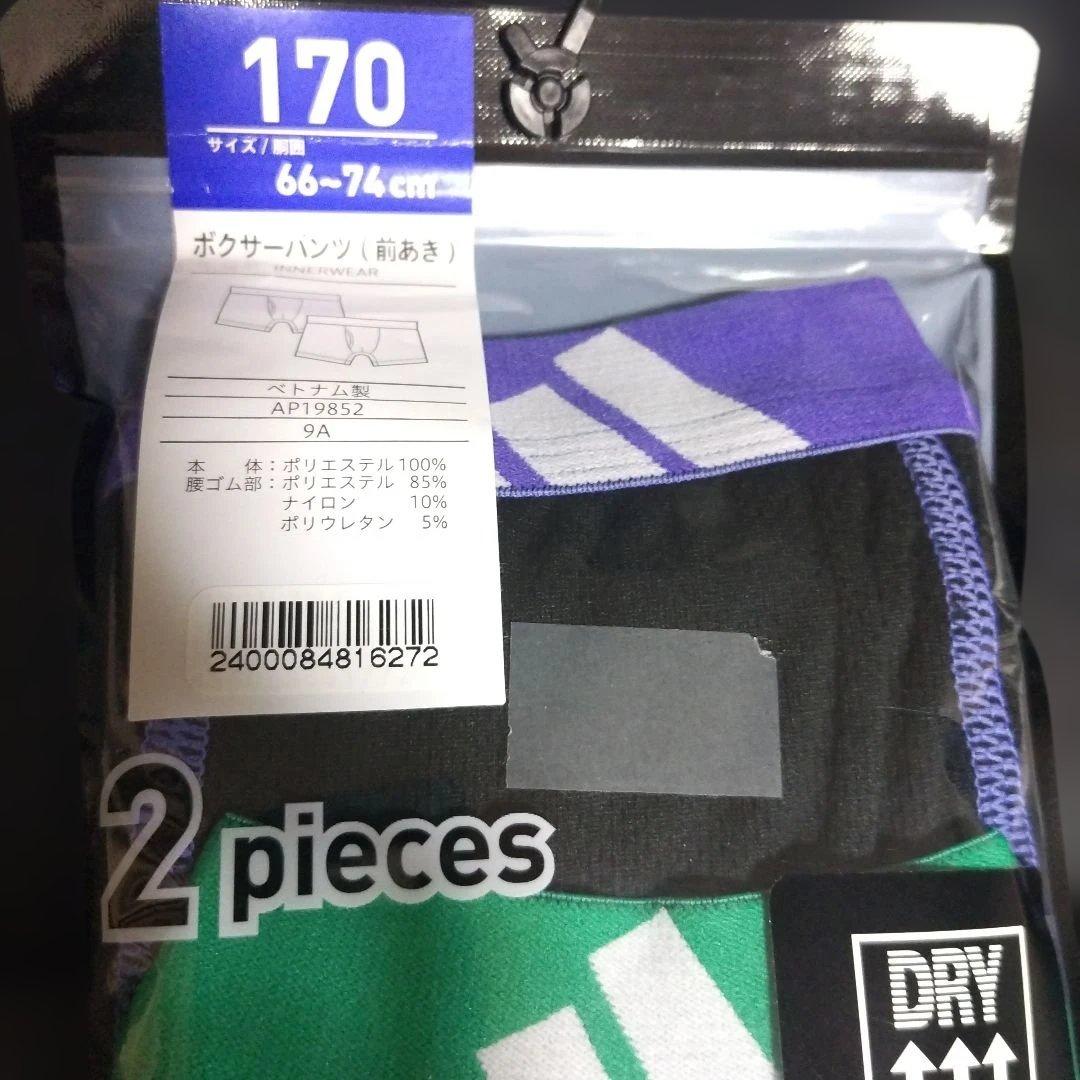 170
サイズ/胴囲
66~74cm
ボクサーパンツ(前あき)
INNERWEAR
ベトナム製
AP19852
9A
本 体:ポリエステル100%
腰ゴム部:ポリエステル 85%
ナイロン 10%
ポリウレタン 5%
2400084816272
2 pieces
DRY